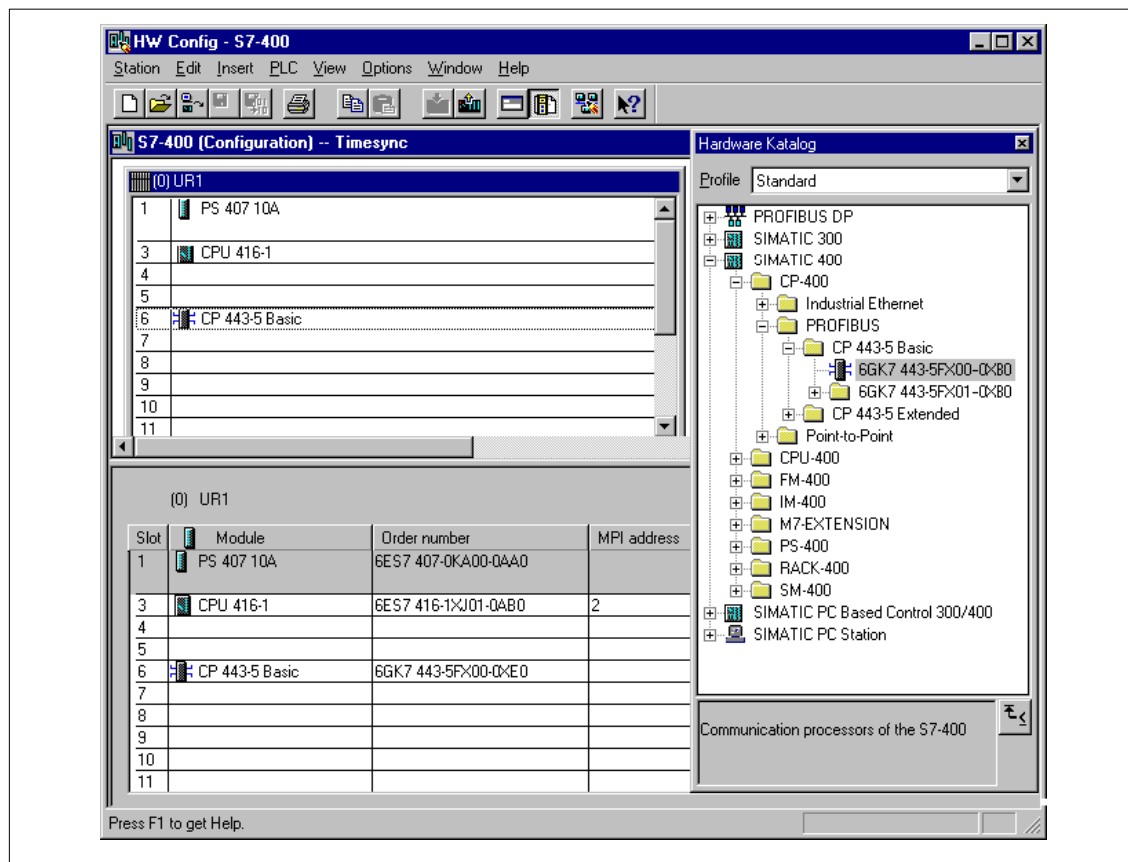 HW Config - S7-400
Station Edit Insert PLC View Options Window Help
S7-400 (Configuration) -- Timesync
(0) UR1
1 PS 407 10A
3 CPU 416-1
4
5
6 CP 443-5 Basic
7
8
9
10
11
(0) UR1
Slot Module Order number MPI address
1 PS 407 10A 6ES7 407-0KA00-0AA0
3 CPU 416-1 6ES7 416-1XJ01-0AB0 2
4
5
6 CP 443-5 Basic 6GK7 443-5FX00-0XE0
7
8
9
10
11
Hardware Katalog
Profile Standard
PROFIBUS DP
SIMATIC 300
SIMATIC 400
CP-400
Industrial Ethernet
PROFIBUS
CP 443-5 Basic
6GK7 443-5FX00-0XB0
6GK7 443-5FX01-0XB0
CP 443-5 Extended
Point-to-Point
CPU-400
FM-400
IM-400
M7-EXTENSION
PS-400
RACK-400
SM-400
SIMATIC PC Based Control 300/400
SIMATIC PC Station
Communication processors of the S7-400
Press F1 to get Help.